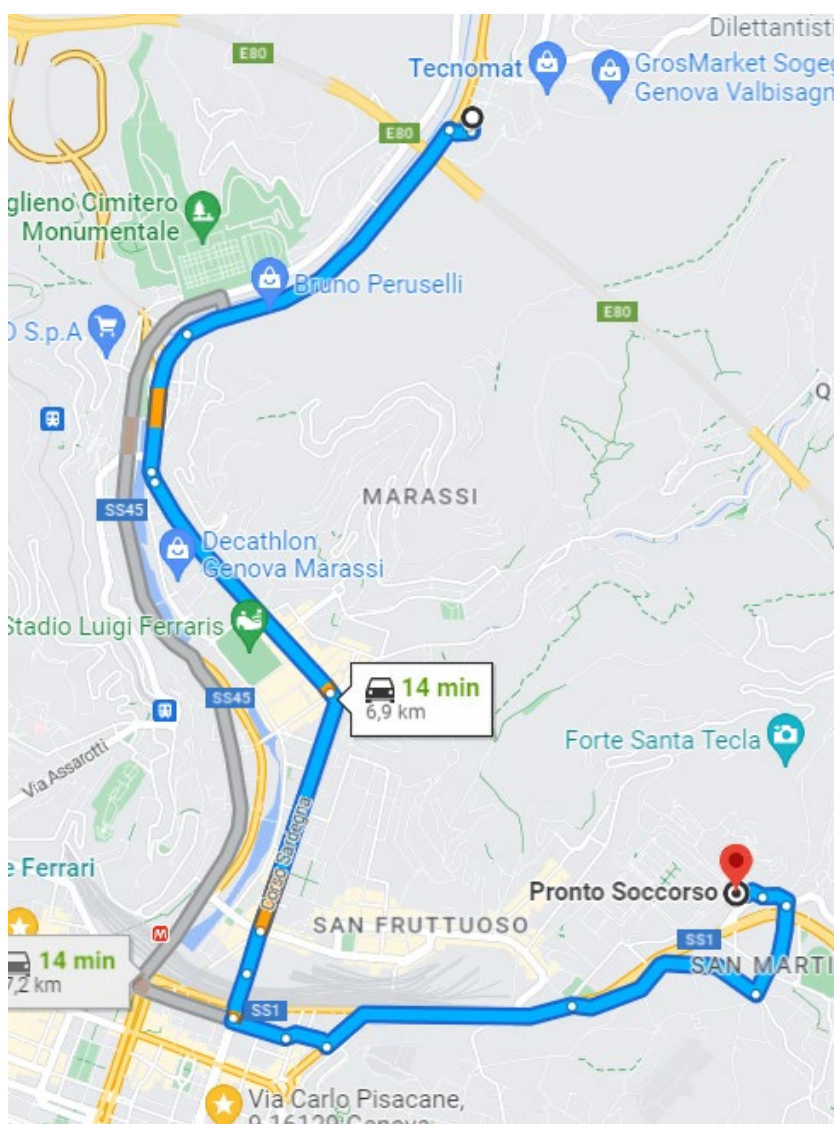 Dilettantisti
E80
Tecnomat
GrosMarket Sogeg
Genova Valbisagn
E80
glieno Cimitero
Monumentale
Bruno Peruselli
E80
O S.p.A
Q
MARASSI
SS45
Decathlon
Genova Marassi
Stadio Luigi Ferraris
14 min
6,9 km
SS45
Via Assarotti
Forte Santa Tecla
Corso Sardegna
e Ferrari
Pronto Soccorso
SAN FRUTTUOSO
SS1
M
14 min
7,2 km
SAN MARTI
SS1
Via Carlo Pisacane,
9 16129 Genova